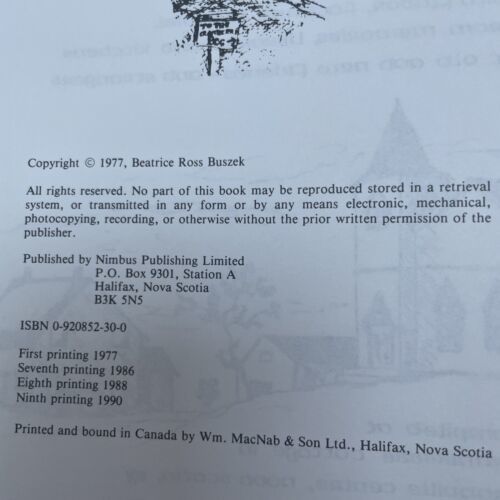 Copyright © 1977, Beatrice Ross Buszek
All rights reserved. No part of this book may be reproduced stored in a retrieval
system, or transmitted in any form or by any means electronic, mechanical,
photocopying, recording, or otherwise without the prior written permission of the
publisher.
Published by Nimbus Publishing Limited
P.O. Box 9301, Station A
Halifax, Nova Scotia
B3K 5N5
ISBN 0-920852-30-0
First printing 1977
Seventh printing 1986
Eighth printing 1988
Ninth printing 1990
Printed and bound in Canada by Wm. MacNab & Son Ltd., Halifax, Nova Scotia